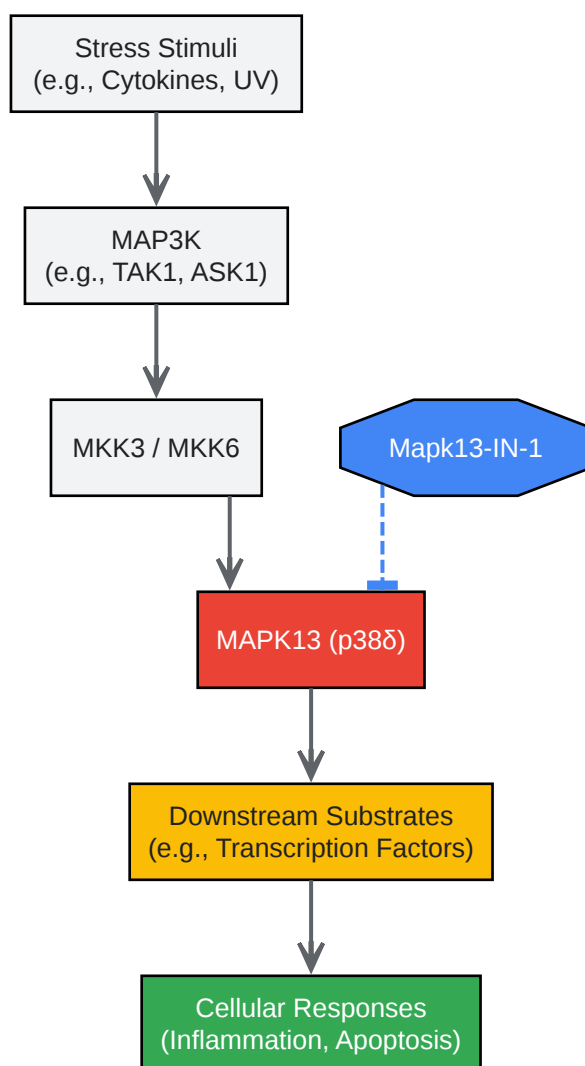 Stress Stimuli
(e.g., Cytokines, UV)
MAP3K
(e.g., TAK1, ASK1)
MKK3 / MKK6
Mapk13-IN-1
MAPK13 (p38δ)
Downstream Substrates
(e.g., Transcription Factors)
Cellular Responses
(Inflammation, Apoptosis)